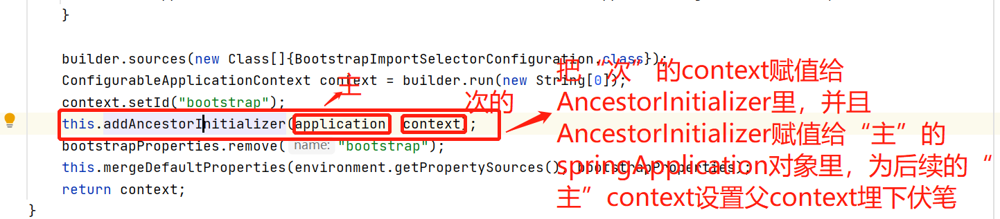 }
builder.sources(new Class[]{BootstrapImportSelectorConfiguration.class});
ConfigurableApplicationContext context = builder.run(new String[0]);
context.setId("bootstrap");
this.addAncestorInitializer(application, context);
bootstrapProperties.remove( name: "bootstrap");
this.mergeDefaultProperties(environment.getPropertySources(), bootstrapProperties);
return context;
}
主
次的
把“次”的context赋值给
AncestorInitializer里，并且
AncestorInitializer赋值给“主”的
springApplication对象里，为后续的“
主”context设置父context埋下伏笔